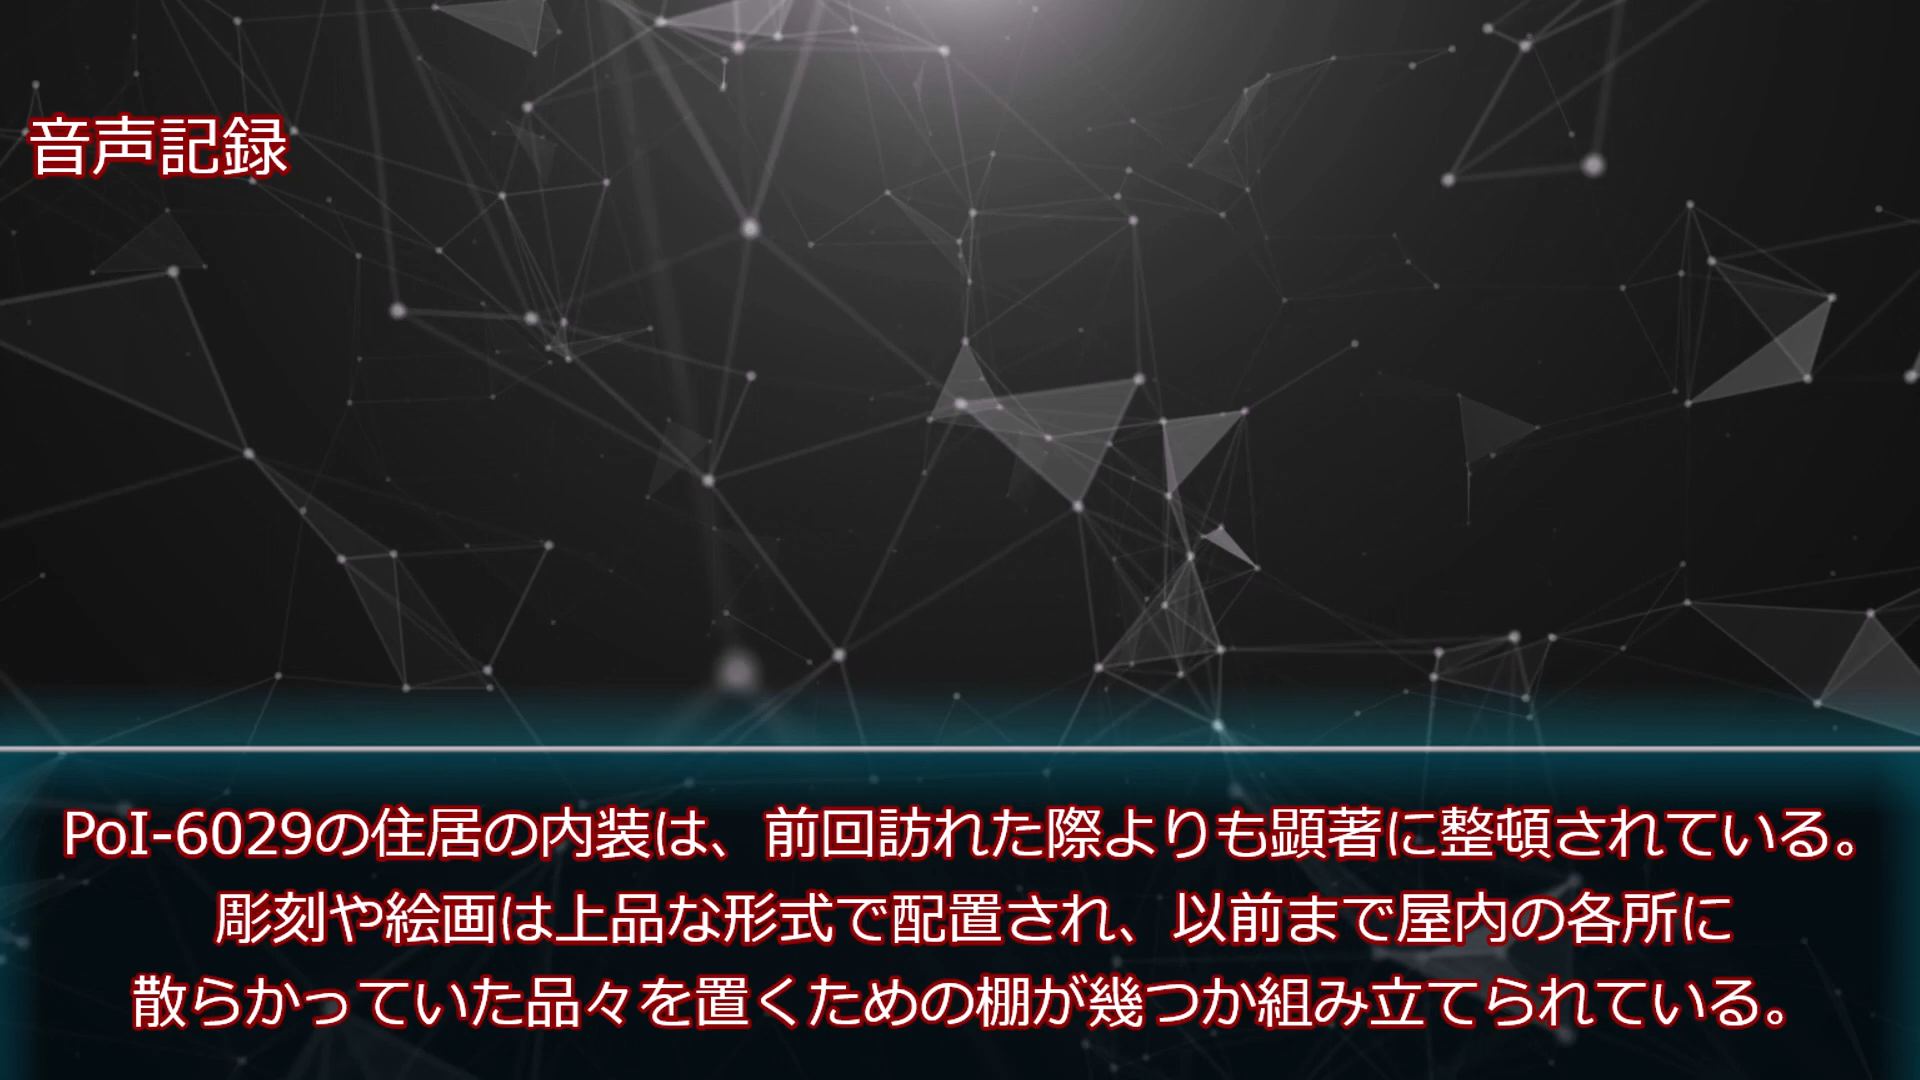 音声記録
PoI-6029の住居の内装は、前回訪れた際よりも顕著に整頓されている。
彫刻や絵画は上品な形式で配置され、以前まで屋内の各所に
散らかっていた品々を置くための棚が幾つか組み立てられている。